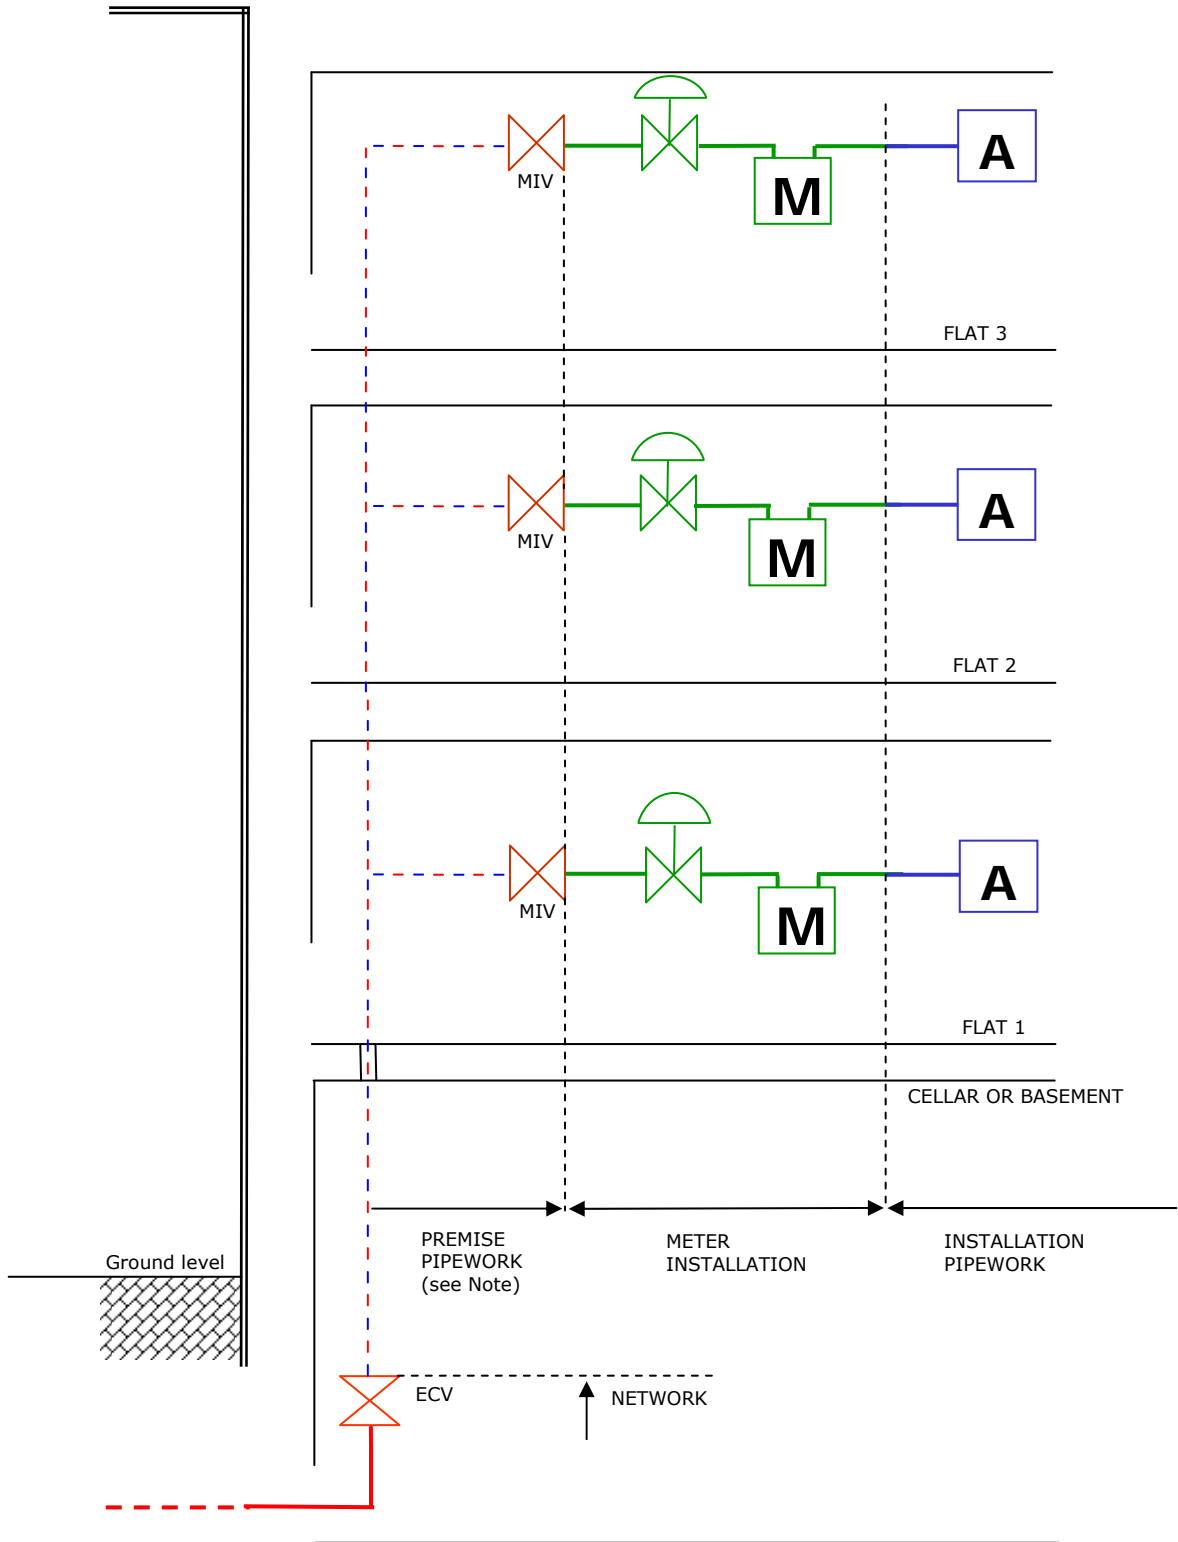 A
MIV
M
FLAT 3
A
MIV
M
FLAT 2
A
MIV
M
FLAT 1
CELLAR OR BASEMENT
PREMISE
PIPEWORK
(see Note)
METER
INSTALLATION
INSTALLATION
PIPEWORK
Ground level
ECV
NETWORK